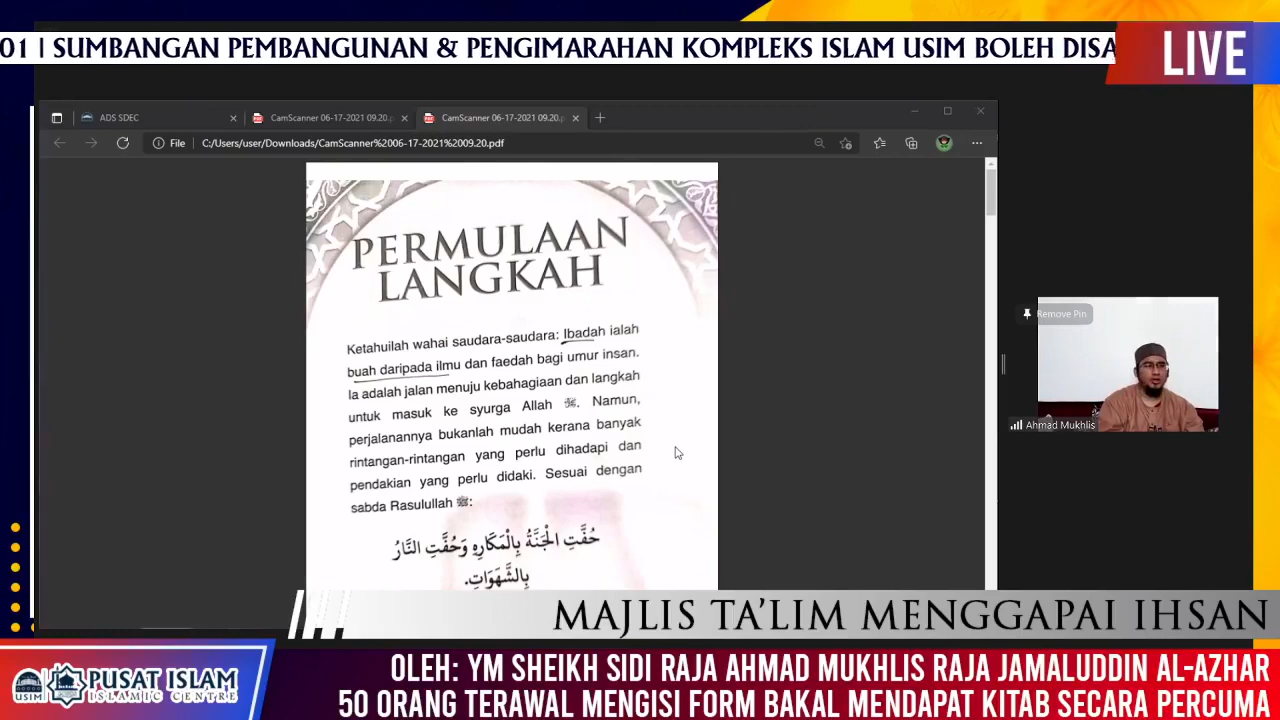 01 | SUMBANGAN PEMBANGUNAN & PENGIMARAHAN KOMPLEKS ISLAM USIM BOLEH DISA
LIVE
ADS SDEC
CamScanner 06-17-2021 09.20.p
CamScanner 06-17-2021 09.20.p
File
C:/Users/user/Downloads/CamScanner%2006-17-2021%2009.20.pdf
PERMULAAN
LANGKAH
Ketahuilah wahai saudara-saudara: Ibadah ialah
buah daripada ilmu dan faedah bagi umur insan.
Ia adalah jalan menuju kebahagiaan dan langkah
untuk masuk ke syurga Allah ﷻ. Namun,
perjalanannya bukanlah mudah kerana banyak
rintangan-rintangan yang perlu dihadapi dan
pendakian yang perlu didaki. Sesuai dengan
sabda Rasulullah ﷺ:
حُفَّتِ الْجَنَّةُ بِالْمَكَارِهِ وَحُفَّتِ النَّارُ
بِالشَّهَوَاتِ.
Remove Pin
Ahmad Mukhlis
MAJLIS TA'LIM MENGGAPAI IHSAN
USIM
PUSAT ISLAM
ISLAMIC CENTRE
OLEH: YM SHEIKH SIDI RAJA AHMAD MUKHLIS RAJA JAMALUDDIN AL-AZHAR
50 ORANG TERAWAL MENGISI FORM BAKAL MENDAPAT KITAB SECARA PERCUMA